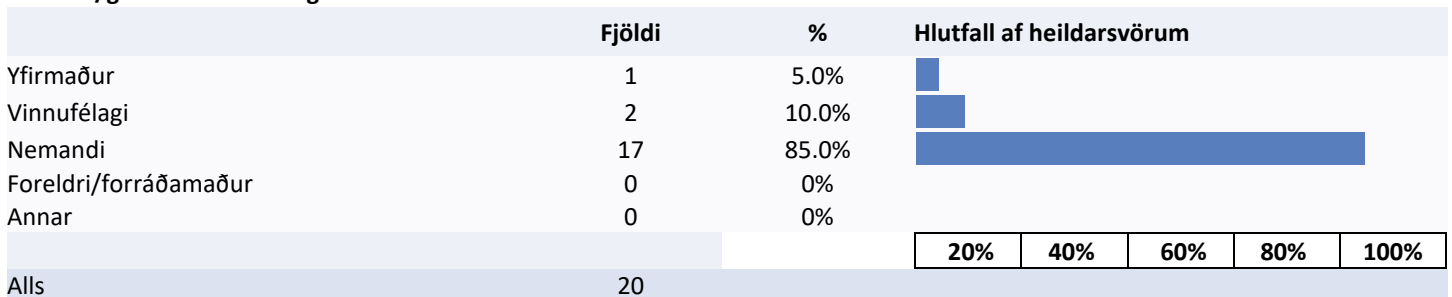 Fjöldi % Hlutfall af heildarsvörum
Yfirmaður 1 5.0%
Vinnufélagi 2 10.0%
Nemandi 17 85.0%
Foreldri/forráðamaður 0 0%
Annar 0 0%
20% 40% 60% 80% 100%
Alls 20